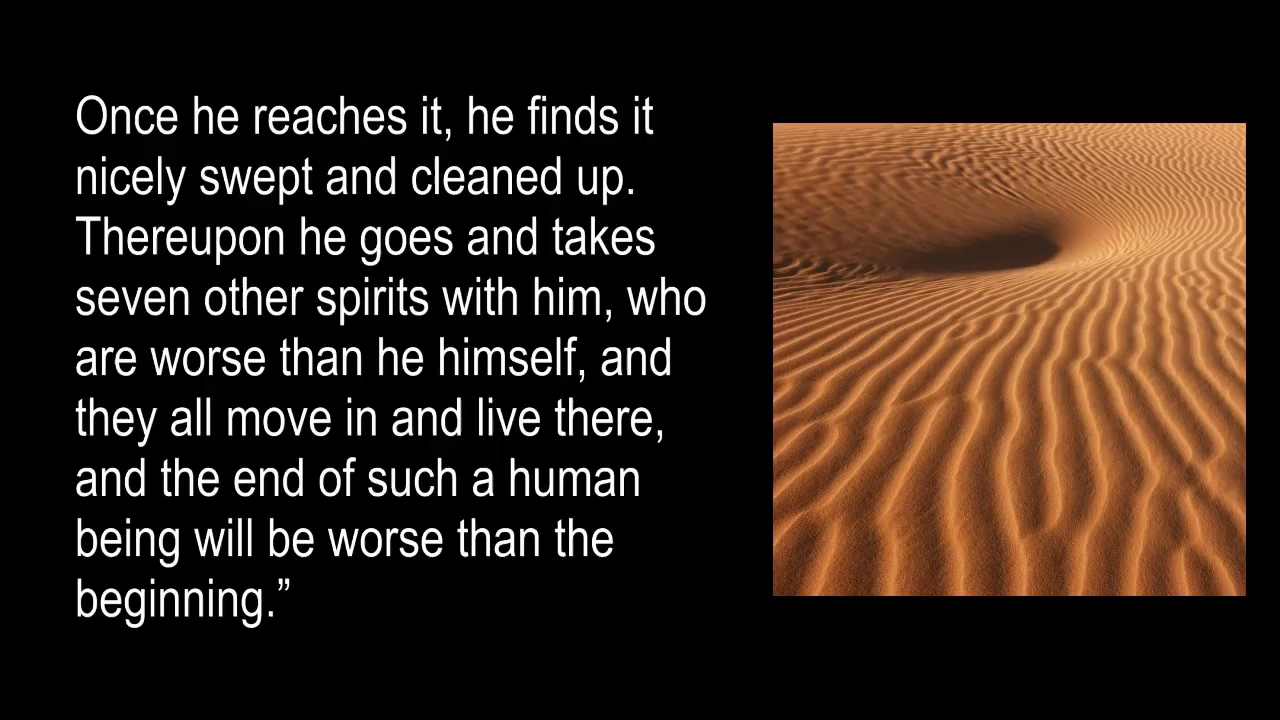 Once he reaches it, he finds it
nicely swept and cleaned up.
Thereupon he goes and takes
seven other spirits with him, who
are worse than he himself, and
they all move in and live there,
and the end of such a human
being will be worse than the
beginning.”